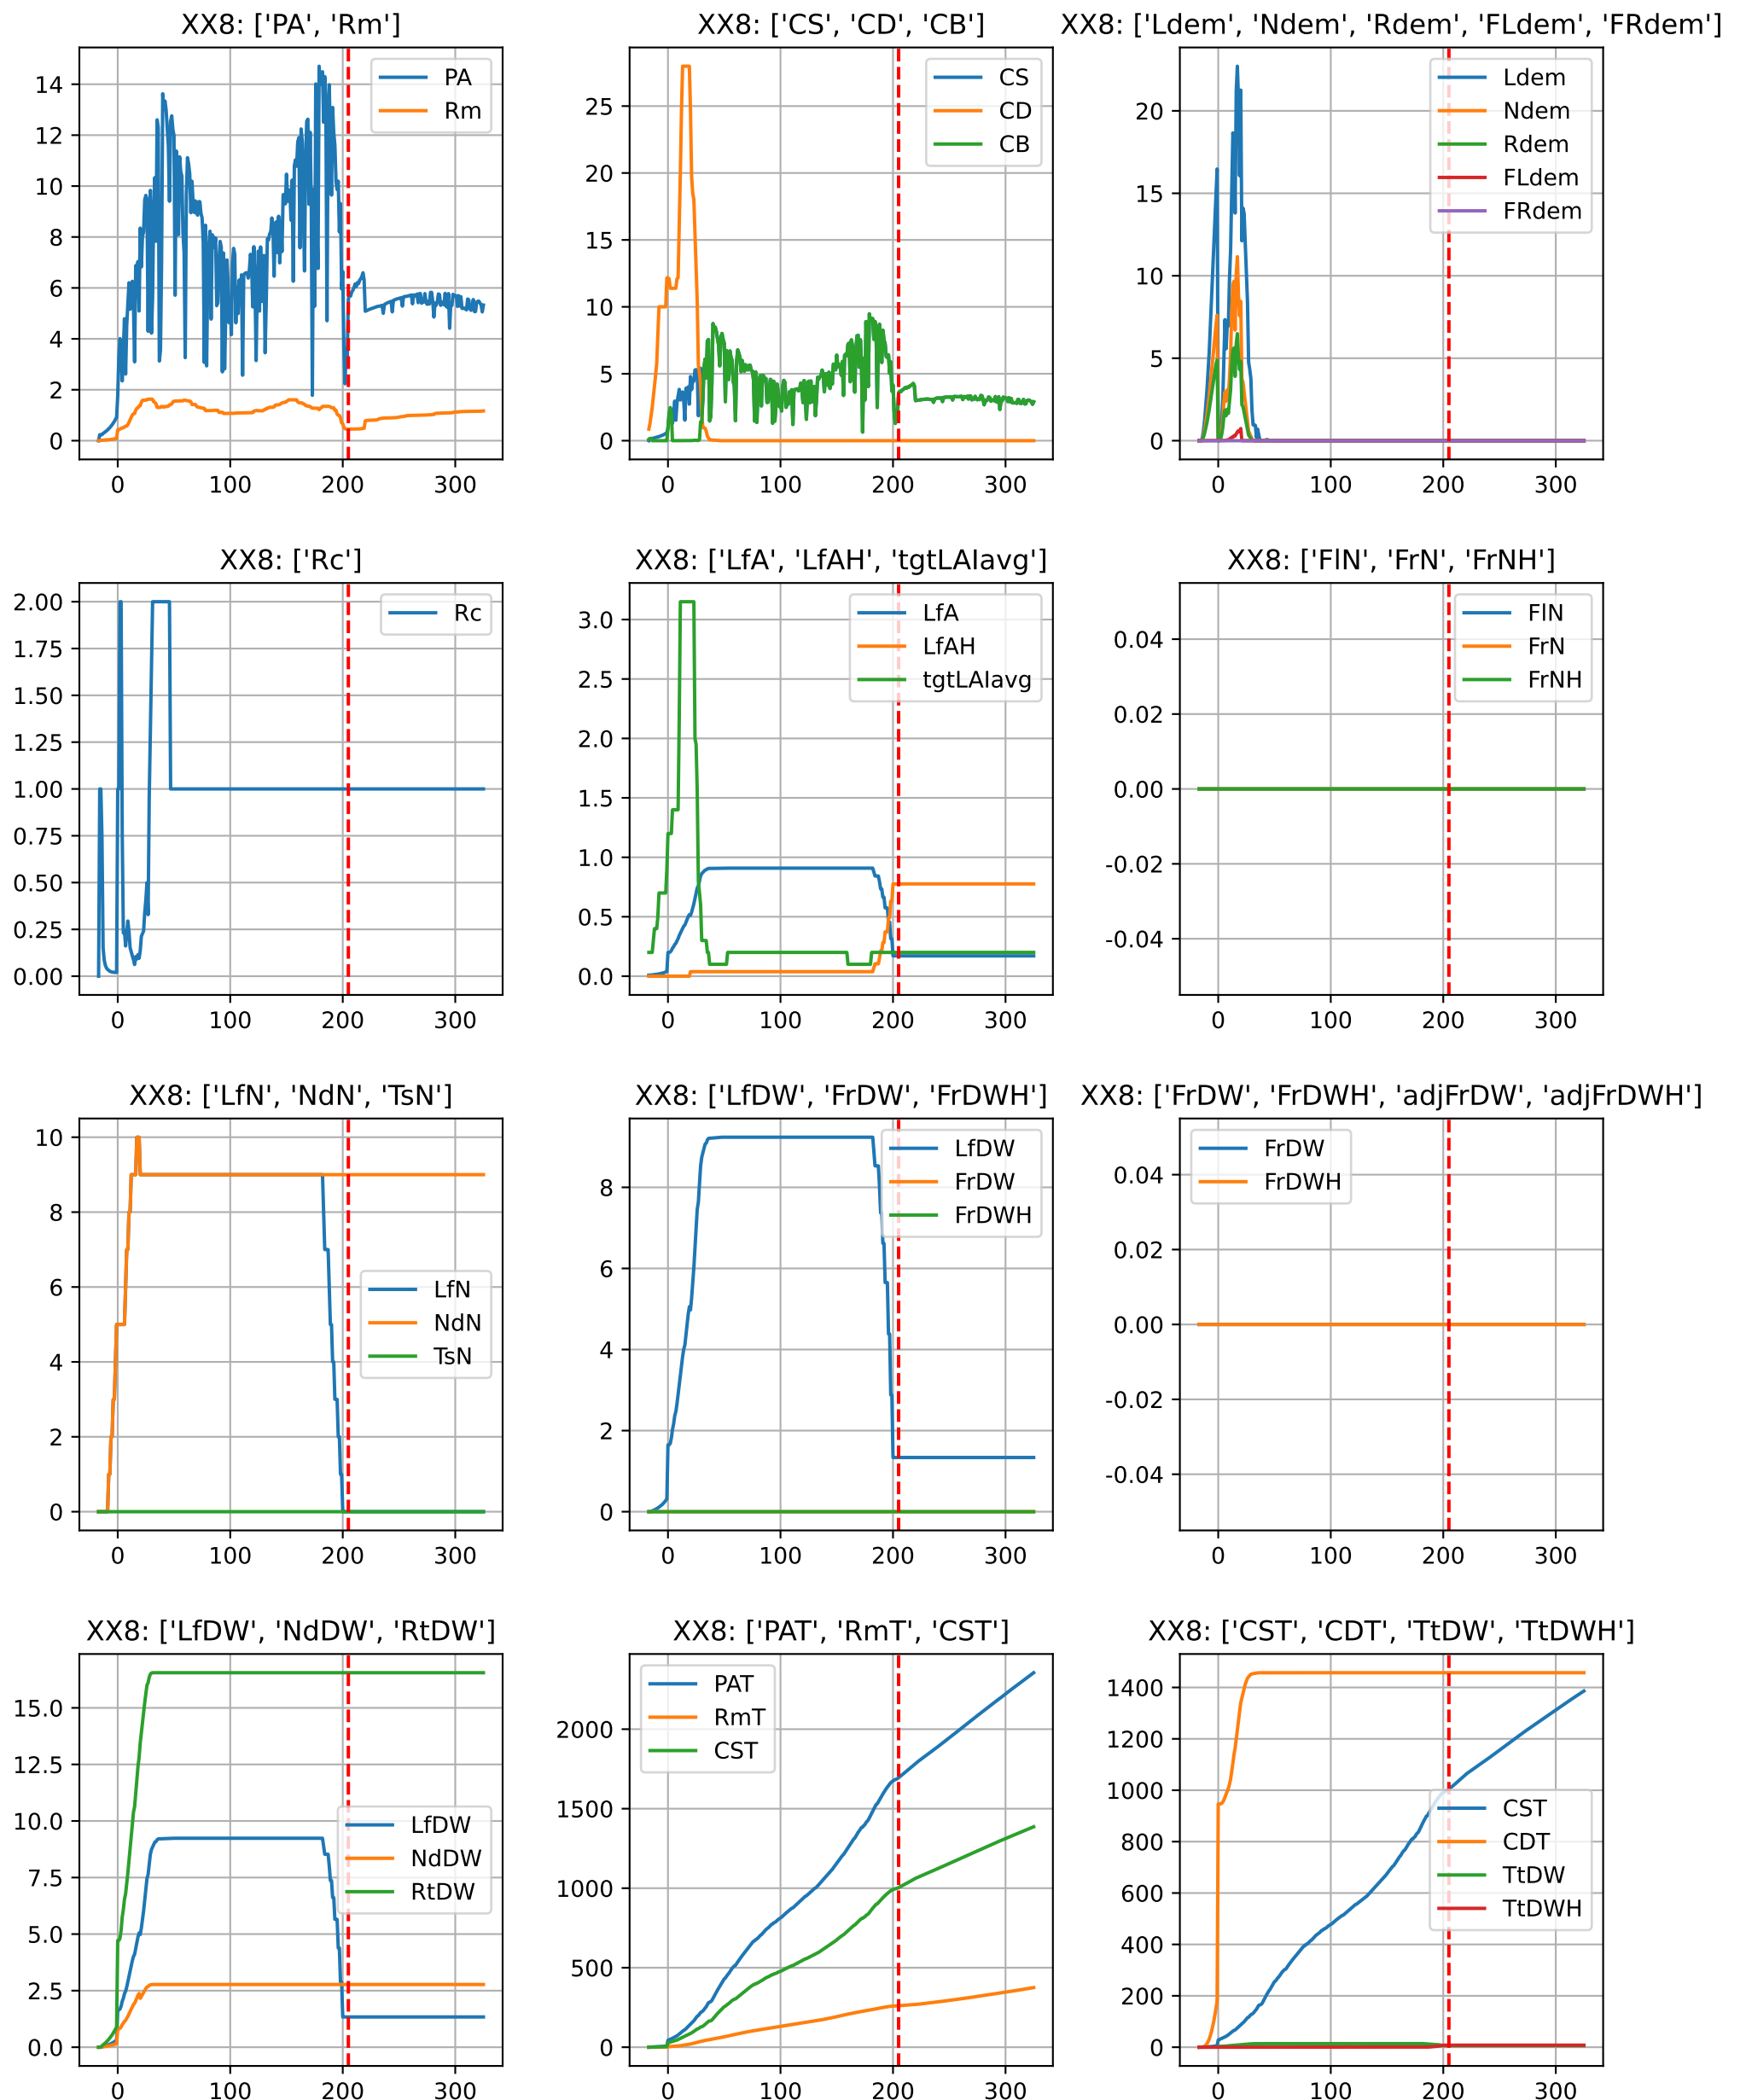 XX8: ['PA', 'Rm']
14
12
10
8
6
4
2
0
0 100 200 300
PA
Rm
XX8: ['CS', 'CD', 'CB']
25
20
15
10
5
0
0 100 200 300
CS
CD
CB
XX8: ['Ldem', 'Ndem', 'Rdem', 'FLdem', 'FRdem']
20
15
10
5
0
0 100 200 300
Ldem
Ndem
Rdem
FLdem
FRdem
XX8: ['Rc']
2.00
1.75
1.50
1.25
1.00
0.75
0.50
0.25
0.00
0 100 200 300
Rc
XX8: ['LfA', 'LfAH', 'tgtLAIavg']
3.0
2.5
2.0
1.5
1.0
0.5
0.0
0 100 200 300
LfA
LfAH
tgtLAIavg
XX8: ['FlN', 'FrN', 'FrNH']
0.04
0.02
0.00
-0.02
-0.04
0 100 200 300
FlN
FrN
FrNH
XX8: ['LfN', 'NdN', 'TsN']
10
8
6
4
2
0
0 100 200 300
LfN
NdN
TsN
XX8: ['LfDW', 'FrDW', 'FrDWH']
8
6
4
2
0
0 100 200 300
LfDW
FrDW
FrDWH
XX8: ['FrDW', 'FrDWH', 'adjFrDW', 'adjFrDWH']
0.04
0.02
0.00
-0.02
-0.04
0 100 200 300
FrDW
FrDWH
XX8: ['LfDW', 'NdDW', 'RtDW']
15.0
12.5
10.0
7.5
5.0
2.5
0.0
0 100 200 300
LfDW
NdDW
RtDW
XX8: ['PAT', 'RmT', 'CST']
2000
1500
1000
500
0
0 100 200 300
PAT
RmT
CST
XX8: ['CST', 'CDT', 'TtDW', 'TtDWH']
1400
1200
1000
800
600
400
200
0
0 100 200 300
CST
CDT
TtDW
TtDWH